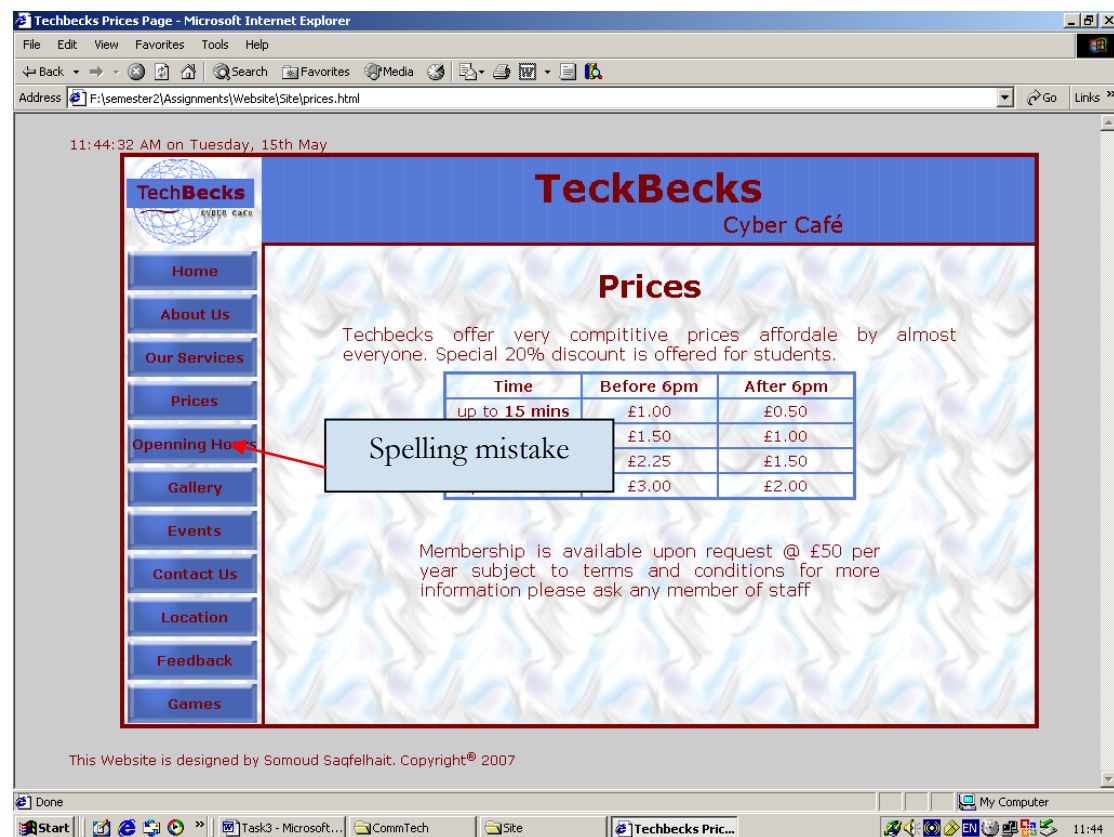 Techbecks Prices Page - Microsoft Internet Explorer
File Edit View Favorites Tools Help
Back Search Favorites Media
Address F:\semester2\Assignments\Website\Site\prices.html Go Links »
11:44:32 AM on Tuesday, 15th May
TechBecks
CYBER CAFE
TeckBecks
Cyber Café
Home
About Us
Our Services
Prices
Openning Hours
Gallery
Events
Contact Us
Location
Feedback
Games
Prices
Techbecks offer very compititive prices affordale by almost
everyone. Special 20% discount is offered for students.
Time Before 6pm After 6pm
up to 15 mins £1.00 £0.50
£1.50 £1.00
£2.25 £1.50
£3.00 £2.00
Spelling mistake
Membership is available upon request @ £50 per
year subject to terms and conditions for more
information please ask any member of staff
This Website is designed by Somoud Saqfelhait. Copyright® 2007
Done My Computer
Start » Task3 - Microsoft... CommTech Site Techbecks Pric... EN 11:44